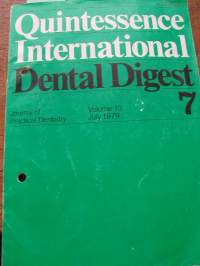 Quintessence
International
Dental Digest
7
Journal of
Practical Dentistry
Volume 10
July 1979